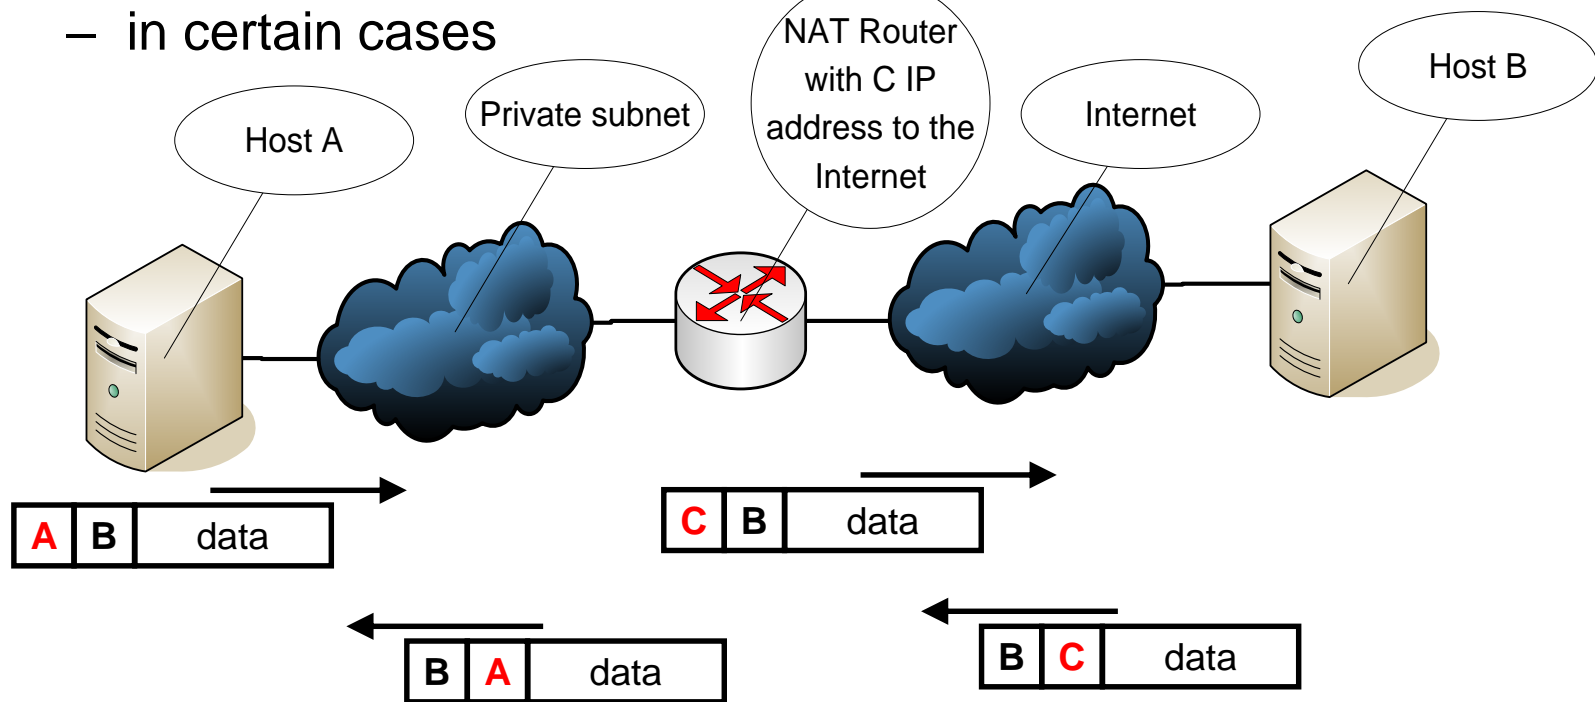 – in certain cases
NAT Router
with C IP
address to the
Internet
Host B
Private subnet
Internet
Host A
A B data
C B data
B A data
B C data